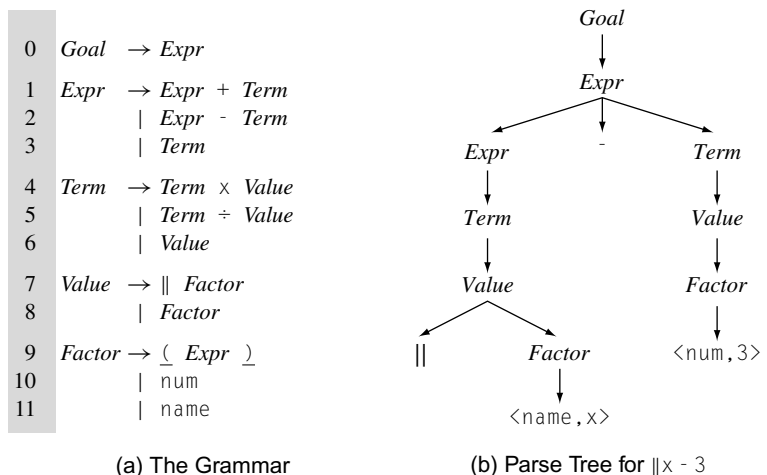 0 Goal → Expr
1 Expr → Expr + Term
2 | Expr - Term
3 | Term
4 Term → Term x Value
5 | Term ÷ Value
6 | Value
7 Value → || Factor
8 | Factor
9 Factor → ( Expr )
10 | num
11 | name
(a) The Grammar
Goal
Expr
Expr - Term
Term Value
Value Factor
|| Factor <num,3>
<name,x>
(b) Parse Tree for ||x - 3